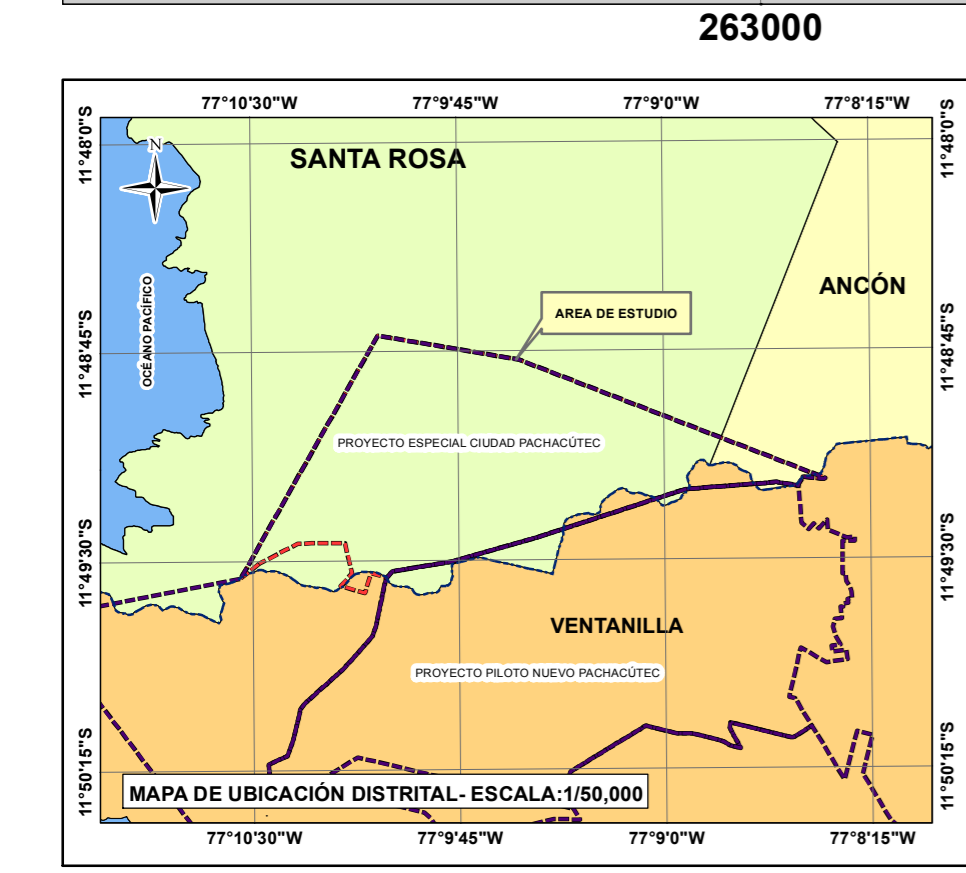 263000
77°10'30"W 77°9'45"W 77°9'0"W 77°8'15"W
11°48'0"S
11°48'0"S
N
SANTA ROSA
ANCÓN
OCÉANO PACÍFICO
AREA DE ESTUDIO
11°48'45"S
11°48'45"S
PROYECTO ESPECIAL CIUDAD PACHACÚTEC
11°49'30"S
11°49'30"S
VENTANILLA
PROYECTO PILOTO NUEVO PACHACÚTEC
11°50'15"S
11°50'15"S
MAPA DE UBICACIÓN DISTRITAL- ESCALA:1/50,000
77°10'30"W 77°9'45"W 77°9'0"W 77°8'15"W